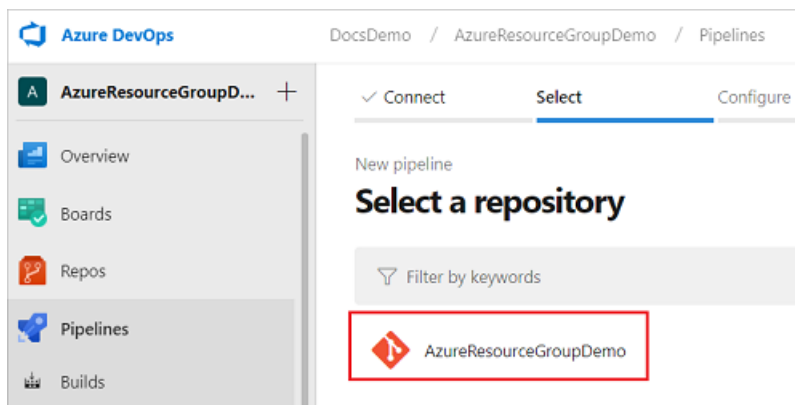 Azure DevOps
DocsDemo / AzureResourceGroupDemo / Pipelines
A AzureResourceGroupD... +
Connect Select Configure
Overview
New pipeline
Select a repository
Boards
Repos
Filter by keywords
Pipelines
AzureResourceGroupDemo
Builds